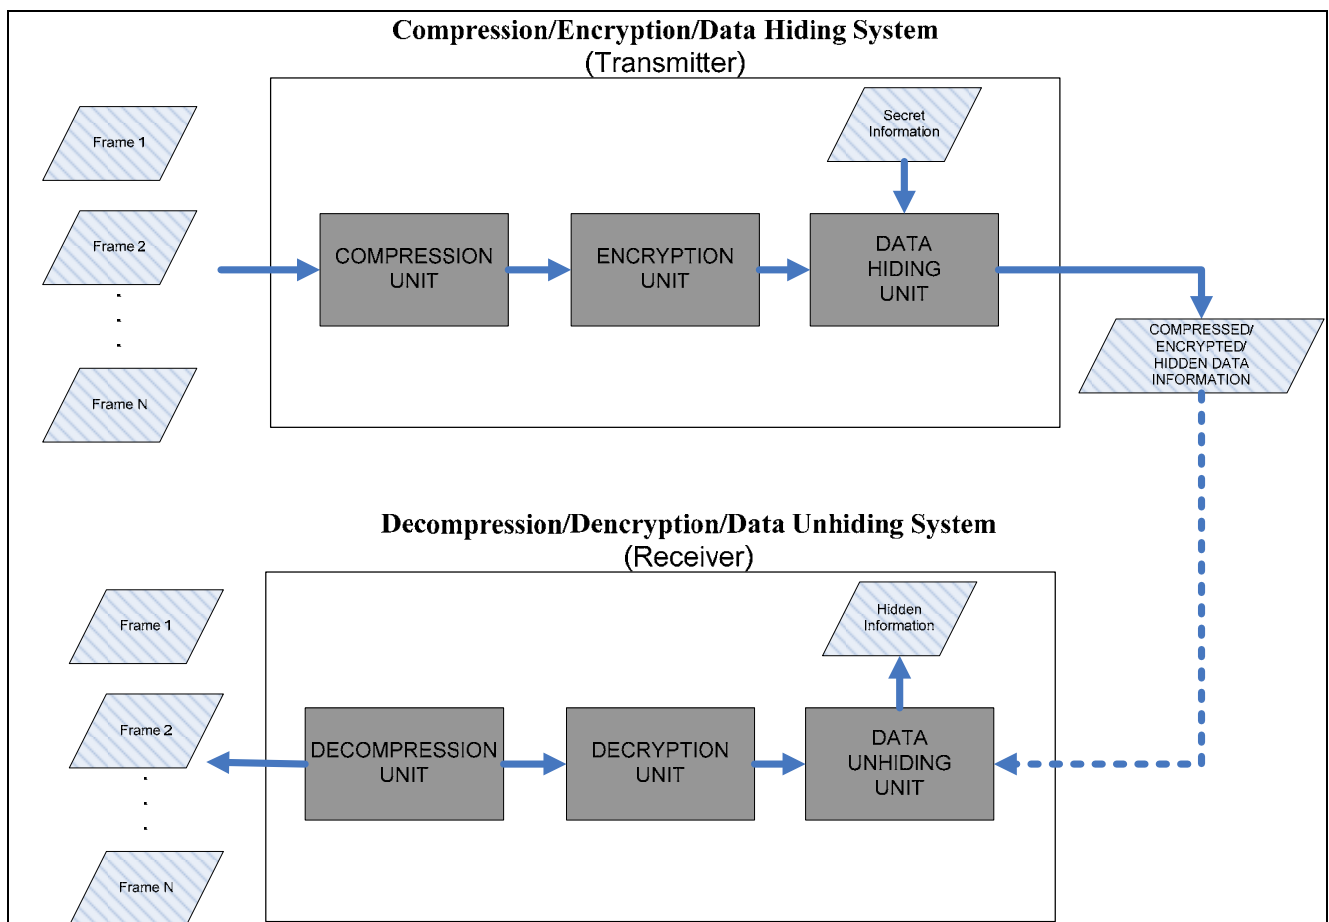 Compression/Encryption/Data Hiding System
(Transmitter)
Frame 1
Secret
Information
Frame 2
COMPRESSION
UNIT
ENCRYPTION
UNIT
DATA
HIDING
UNIT
COMPRESSED/
ENCRYPTED/
HIDDEN DATA
INFORMATION
Frame N
Decompression/Dencryption/Data Unhiding System
(Receiver)
Frame 1
Hidden
Information
Frame 2
DECOMPRESSION
UNIT
DECRYPTION
UNIT
DATA
UNHIDING
UNIT
Frame N